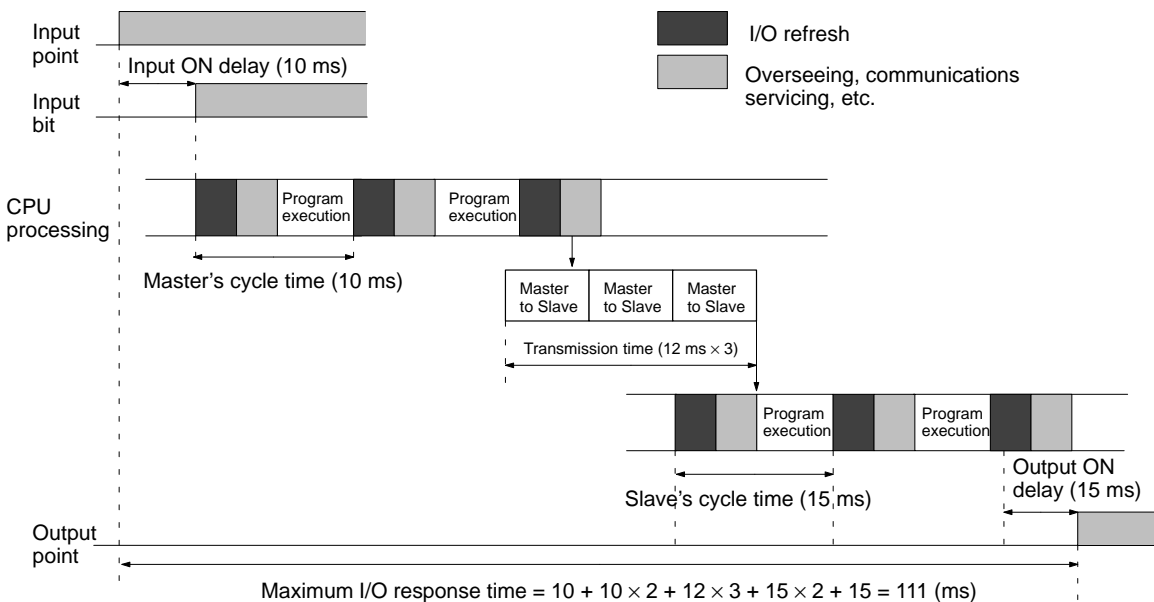 Input
point
I/O refresh
Input ON delay (10 ms)
Overseeing, communications
servicing, etc.
Input
bit
CPU
processing
Program
execution
Program
execution
Master’s cycle time (10 ms)
Master
to Slave
Master
to Slave
Master
to Slave
Transmission time (12 ms × 3)
Program
execution
Program
execution
Slave’s cycle time (15 ms)
Output ON
delay (15 ms)
Output
point
Maximum I/O response time = 10 + 10 × 2 + 12 × 3 + 15 × 2 + 15 = 111 (ms)